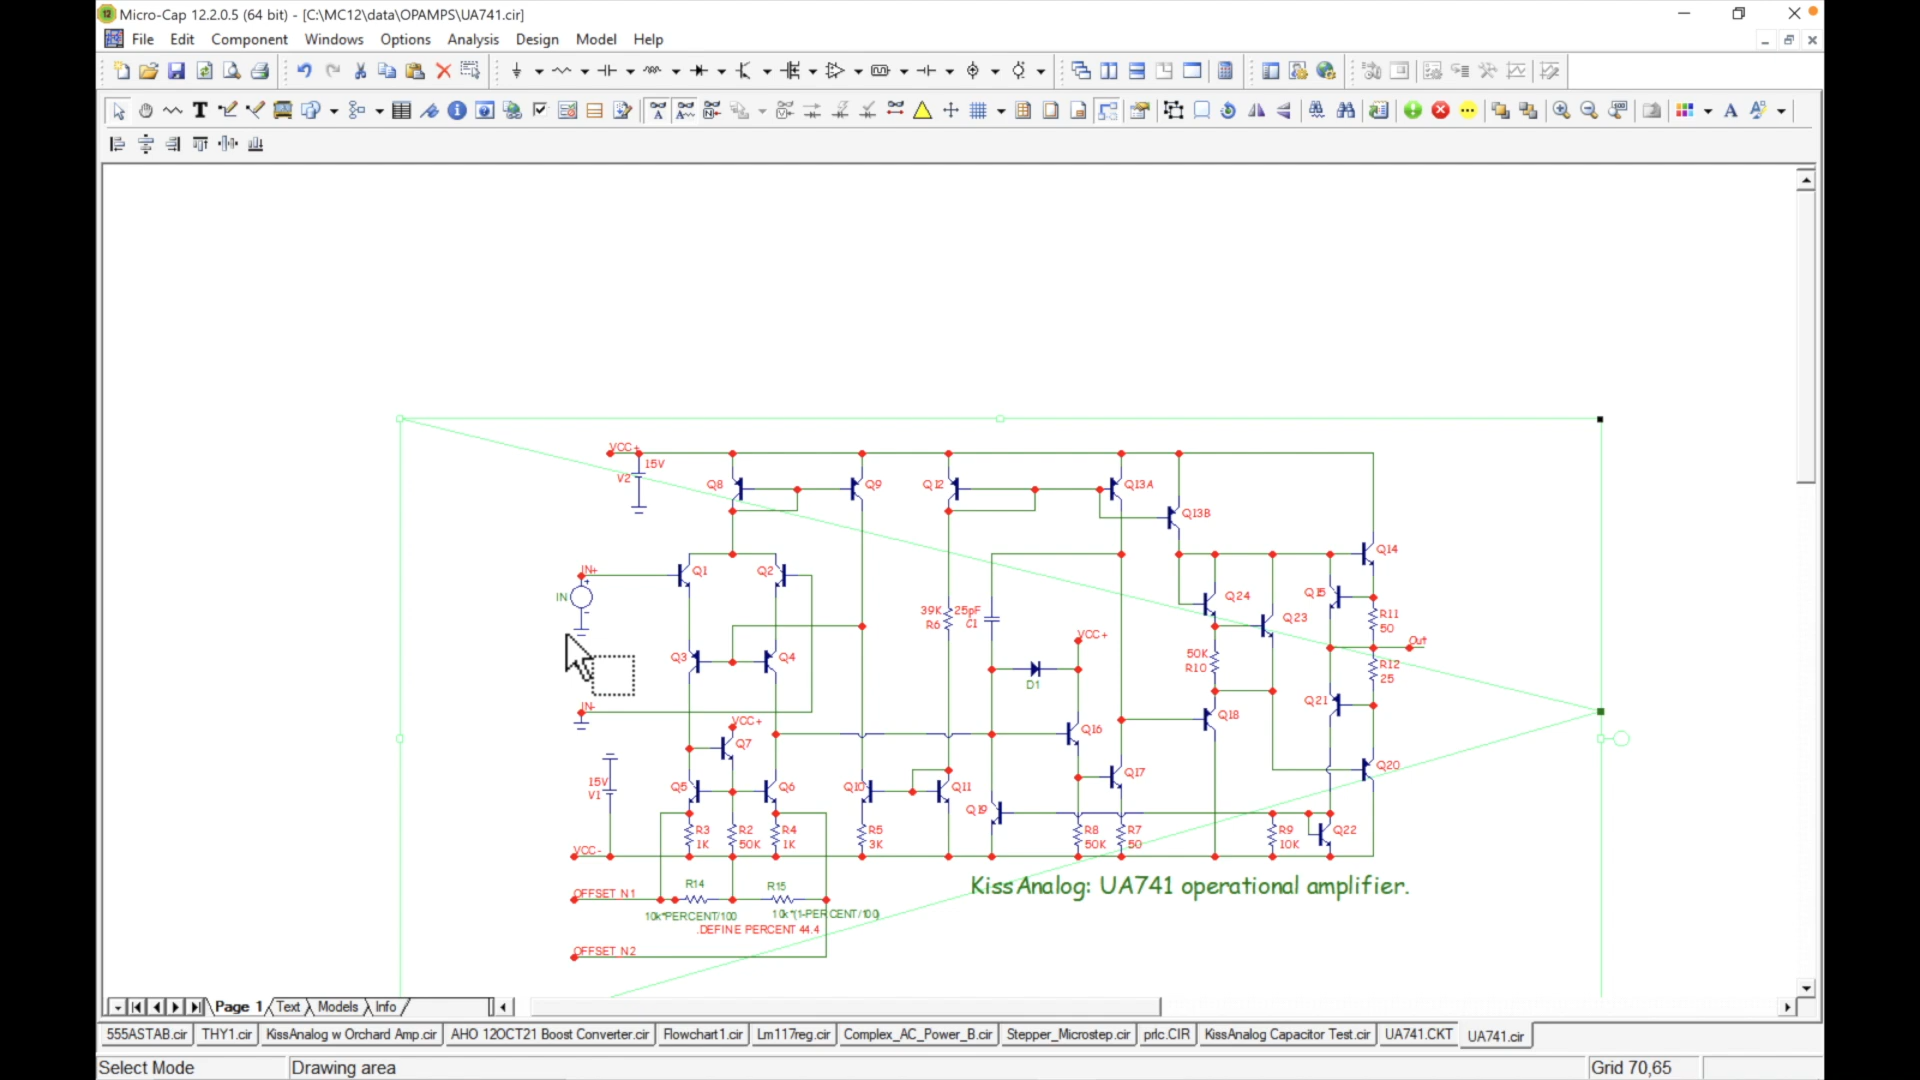 Micro-Cap 12.2.0.5 (64 bit) - [C:\MC12\data\OPAMPS\UA741.cir]
File Edit Component Windows Options Analysis Design Model Help
VCC+
15V
V2
Q8
Q9
Q12
Q13A
Q13B
Q14
IN+
IN
Q1
Q2
Q24
Q15
39K
R6
25pF
C1
Q23
R11
50
VCC+
Out
Q3
Q4
50K
R10
R12
25
D1
IN-
VCC+
Q7
Q16
Q18
Q21
15V
V1
Q5
Q6
Q10
Q11
Q17
Q20
Q19
R3
1K
R2
50K
R4
1K
R5
3K
R8
50K
R7
50
R9
10K
Q22
VCC-
OFFSET N1
R14
R15
10k*PERCENT/100
10k*(1-PERCENT/100)
.DEFINE PERCENT 44.4
OFFSET N2
KissAnalog: UA741 operational amplifier.
Page 1 Text Models Info
555ASTAB.cir THY1.cir KissAnalog w Orchard Amp.cir AHO 12OCT21 Boost Converter.cir Flowchart1.cir Lm117reg.cir Complex_AC_Power_B.cir Stepper_Microstep.cir prlc.CIR KissAnalog Capacitor Test.cir UA741.CKT UA741.cir
Select Mode Drawing area Grid 70,65